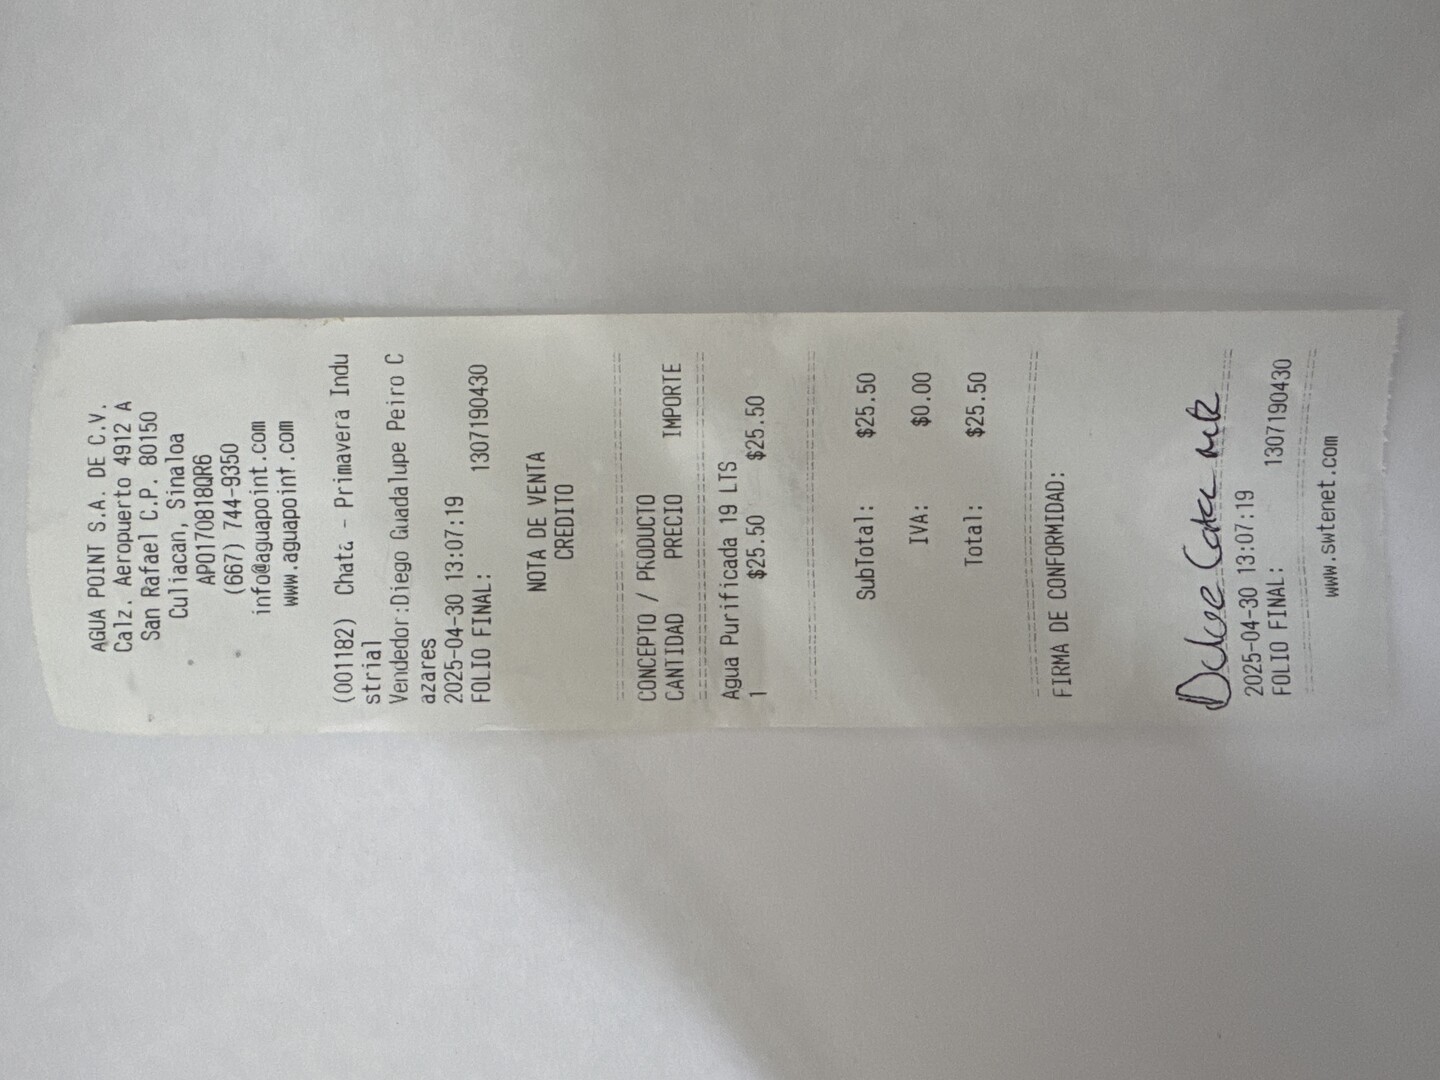 AGUA POINT S.A. DE C.V.
Calz. Aeropuerto 4912 A
San Rafael C.P. 80150
Culiacan, Sinaloa
APO170818QR6
(667) 744-9350
info@aguapoint.com
www.aguapoint.com
(001182) Chata - Primavera Indu
strial
Vendedor:Diego Guadalupe Peiro C
azares
2025-04-30 13:07:19
FOLIO FINAL: 1307190430
NOTA DE VENTA
CREDITO
CONCEPTO / PRODUCTO
CANTIDAD PRECIO IMPORTE
Agua Purificada 19 LTS
1 $25.50 $25.50
SubTotal: $25.50
IVA: $0.00
Total: $25.50
FIRMA DE CONFORMIDAD:
2025-04-30 13:07:19
FOLIO FINAL: 1307190430
www.swtenet.com